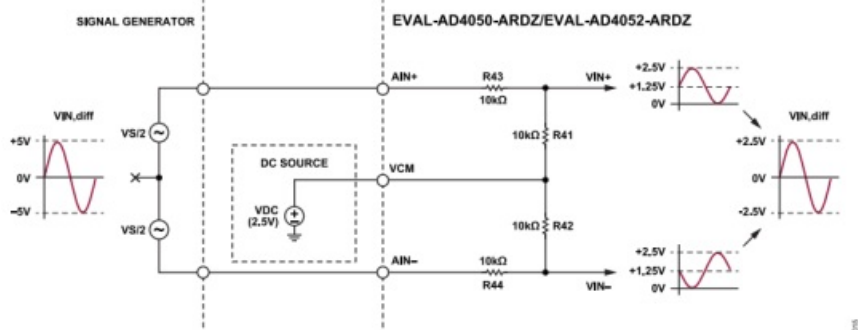 SIGNAL GENERATOR
EVAL-AD4050-ARDZ/EVAL-AD4052-ARDZ
AIN+
R43
10kΩ
VIN+
+2.5V
+1.25V
0V
VIN,diff
+5V
0V
–5V
VS/2
VS/2
DC SOURCE
VDC
(2.5V)
VCM
10kΩ
R41
10kΩ
R42
VIN,diff
+2.5V
0V
-2.5V
AIN–
10kΩ
R44
VIN–
+2.5V
+1.25V
0V